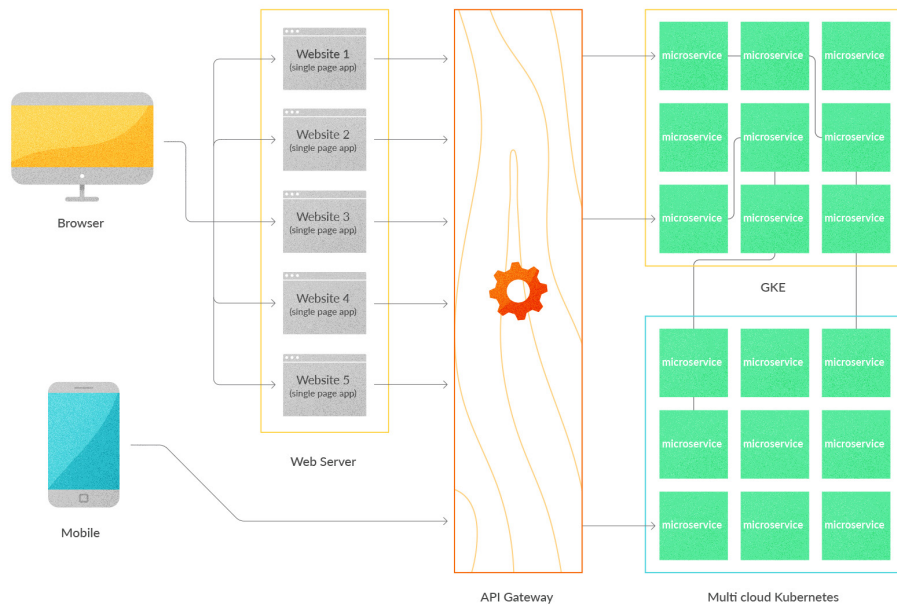 Website 1
(single page app)
Website 2
(single page app)
Website 3
(single page app)
Website 4
(single page app)
Website 5
(single page app)
Browser
Mobile
Web Server
API Gateway
microservice microservice microservice
microservice microservice microservice
microservice microservice microservice
GKE
microservice microservice microservice
microservice microservice microservice
microservice microservice microservice
Multi cloud Kubernetes